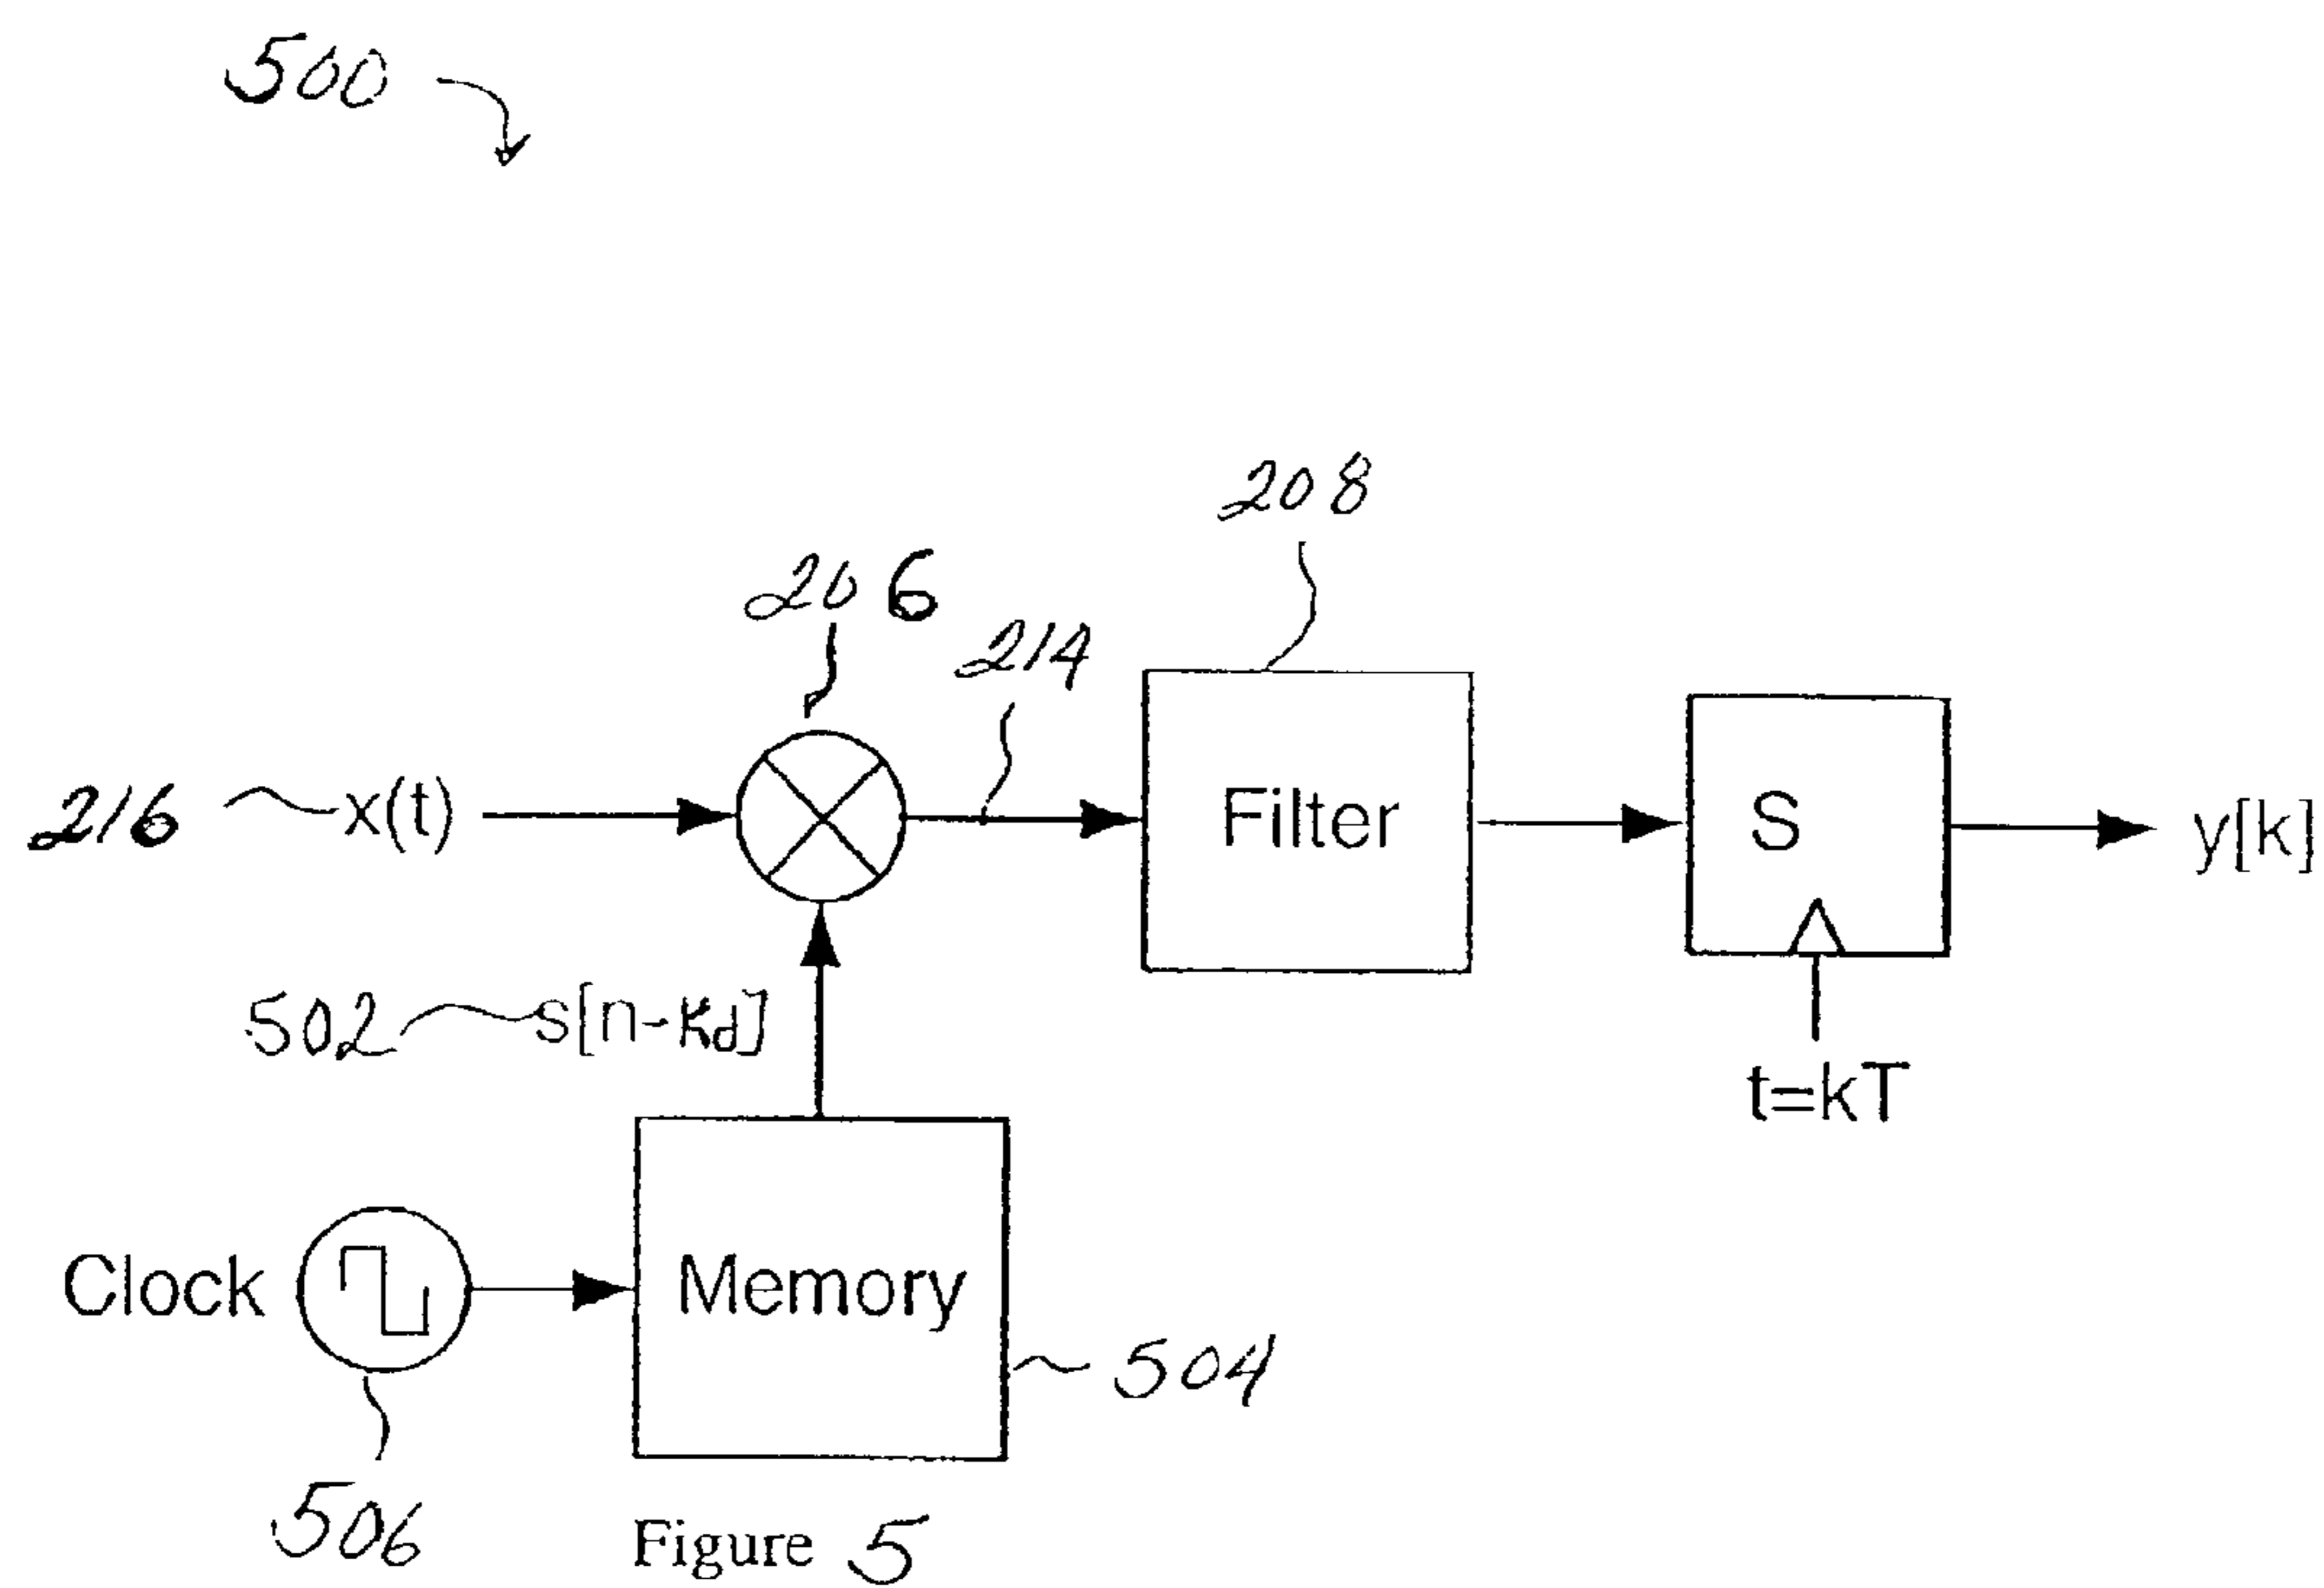 500
208
206
214
216 x(t)
Filter
S
y[k]
502 s[n-kd]
t=kT
Clock
Memory
504
506
Figure 5